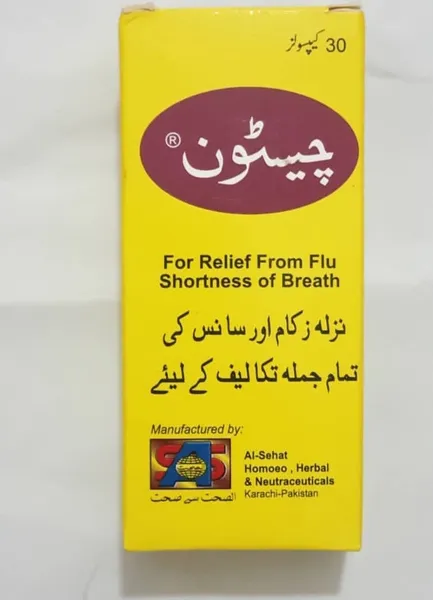 30 کیپسولز
چیسٹون ®
For Relief From Flu
Shortness of Breath
نزلہ زکام اور سانس کی
تمام جملہ تکالیف کے لیئے
Manufactured by:
SAS
Al-Sehat
Homoeo , Herbal
& Neutraceuticals
Karachi-Pakistan
الصحت سے صحت